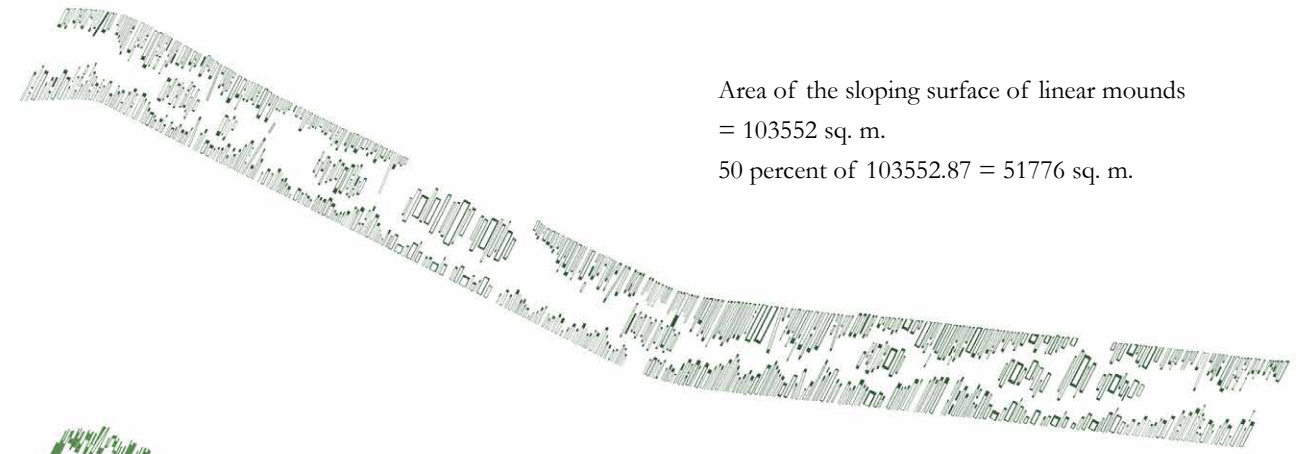 Area of the sloping surface of linear mounds
= 103552 sq. m.
50 percent of 103552.87 = 51776 sq. m.